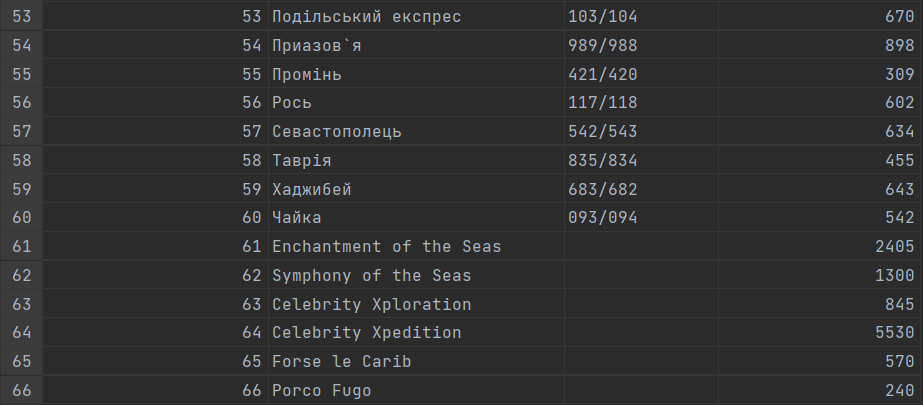 53 53 Подільський експрес 103/104 670
54 54 Приазов`я 989/988 898
55 55 Промінь 421/420 309
56 56 Рось 117/118 602
57 57 Севастополець 542/543 634
58 58 Таврія 835/834 455
59 59 Хаджибей 683/682 643
60 60 Чайка 093/094 542
61 61 Enchantment of the Seas 2405
62 62 Symphony of the Seas 1300
63 63 Celebrity Xploration 845
64 64 Celebrity Xpedition 5530
65 65 Forse le Carib 570
66 66 Porco Fugo 240